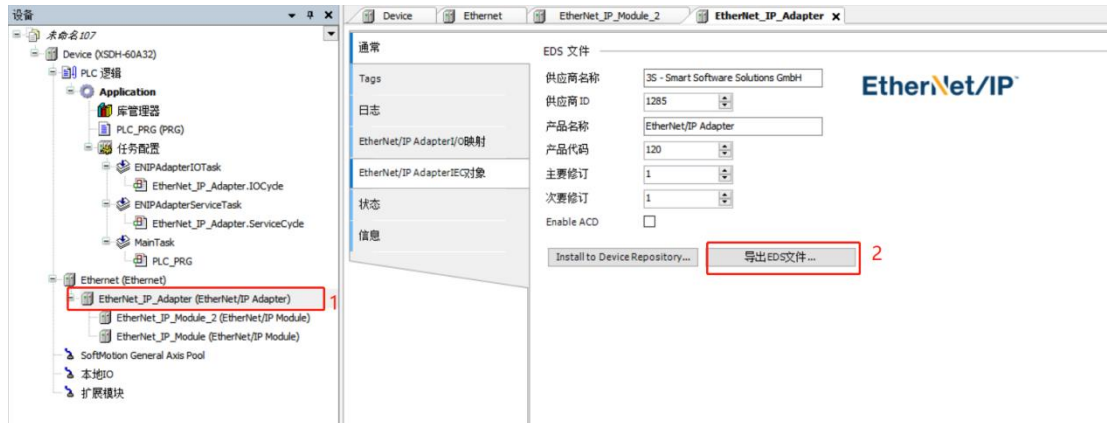 设备
未命名107
Device (XSDH-60A32)
PLC 逻辑
Application
库管理器
PLC_PRG (PRG)
任务配置
ENIPAdapterIOTask
EtherNet_IP_Adapter.IOCycle
ENIPAdapterServiceTask
EtherNet_IP_Adapter.ServiceCycle
MainTask
PLC_PRG
Ethernet (Ethernet)
EtherNet_IP_Adapter (EtherNet/IP Adapter) 1
EtherNet_IP_Module_2 (EtherNet/IP Module)
EtherNet_IP_Module (EtherNet/IP Module)
SoftMotion General Axis Pool
本地IO
扩展模块
Device Ethernet EtherNet_IP_Module_2 EtherNet_IP_Adapter
通常
Tags
日志
EtherNet/IP AdapterI/O映射
EtherNet/IP AdapterIEC对象
状态
信息
EDS 文件
供应商名称 3S - Smart Software Solutions GmbH
供应商 ID 1285
产品名称 EtherNet/IP Adapter
产品代码 120
主要修订 1
次要修订 1
Enable ACD
Install to Device Repository... 导出EDS文件... 2
EtherNet/IP